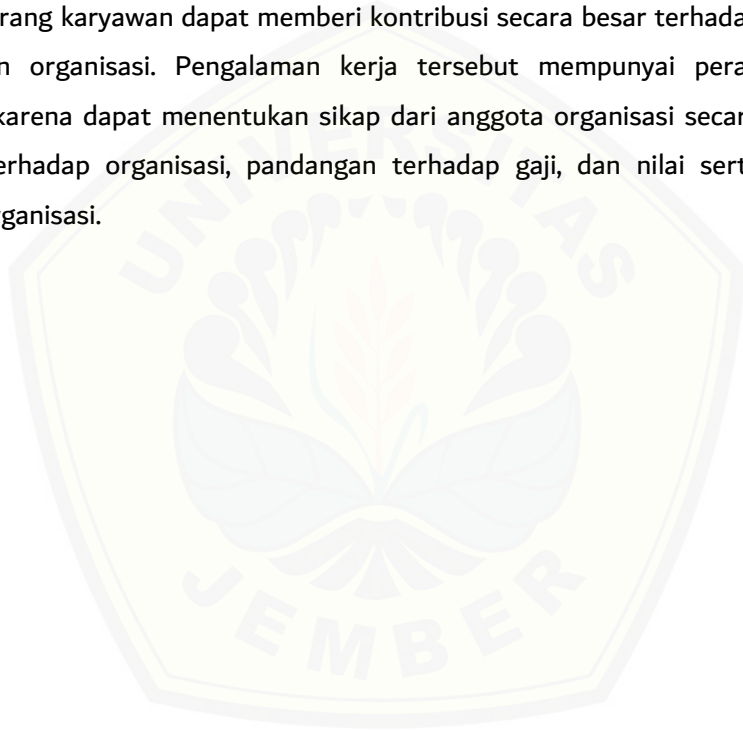 rang karyawan dapat memberi kontribusi secara besar terhada
n organisasi. Pengalaman kerja tersebut mempunyai pera
karena dapat menentukan sikap dari anggota organisasi secar
erhadap organisasi, pandangan terhadap gaji, dan nilai sert
rganisasi.
UNIVERSITAS
JEMBER